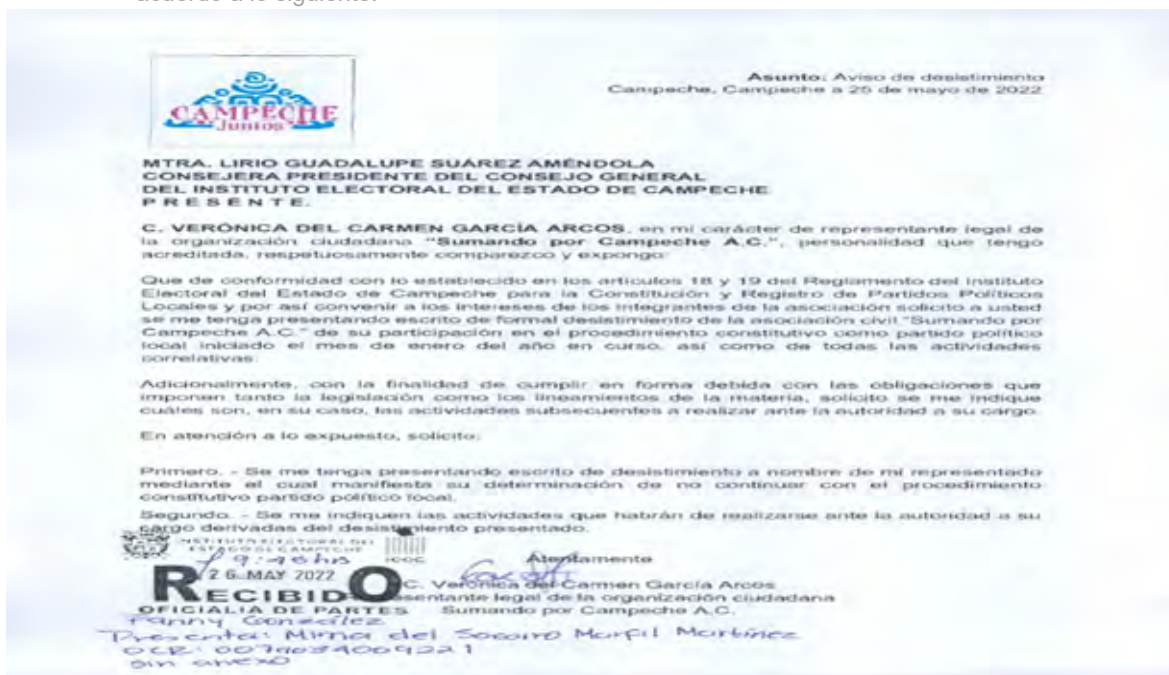 acuerdo a lo siguiente:
CAMPECHE
Juntos
Asunto: Aviso de desistimiento
Campeche, Campeche a 25 de mayo de 2022
MTRA. LIRIO GUADALUPE SUÁREZ AMÉNDOLA
CONSEJERA PRESIDENTE DEL CONSEJO GENERAL
DEL INSTITUTO ELECTORAL DEL ESTADO DE CAMPECHE
P R E S E N T E.
C. VERÓNICA DEL CARMEN GARCÍA ARCOS, en mi carácter de representante legal de
la organización ciudadana "Sumando por Campeche A.C.", personalidad que tengo
acreditada, respetuosamente comparezco y expongo:
Que de conformidad con lo establecido en los artículos 18 y 19 del Reglamento del Instituto
Electoral del Estado de Campeche para la Constitución y Registro de Partidos Políticos
Locales y por así convenir a los intereses de los integrantes de la asociación solicito a usted
se me tenga presentando escrito de formal desistimiento de la asociación civil "Sumando por
Campeche A.C." de su participación en el procedimiento constitutivo como partido político
local iniciado el mes de enero del año en curso, así como de todas las actividades
correlativas.
Adicionalmente, con la finalidad de cumplir en forma debida con las obligaciones que
imponen tanto la legislación como los lineamientos de la materia, solicito se me indique
cuáles son, en su caso, las actividades subsecuentes a realizar ante la autoridad a su cargo.
En atención a lo expuesto, solicito:
Primero. - Se me tenga presentando escrito de desistimiento a nombre de mi representado
mediante el cual manifiesta su determinación de no continuar con el procedimiento
constitutivo partido político local.
Segundo. - Se me indiquen las actividades que habrán de realizarse ante la autoridad a su
cargo derivadas del desistimiento presentado.
INSTITUTO ELECTORAL DEL
ESTADO DE CAMPECHE
IEEC
Atentamente
26 MAY 2022
C. Verónica del Carmen García Arcos
RECIBIDO
esentante legal de la organización ciudadana
OFICIALIA DE PARTES
Sumando por Campeche A.C.
Fanny González
Presenta: Mirna del Socorro Marfil Martínez
OCR: 0079034009221
sin anexo